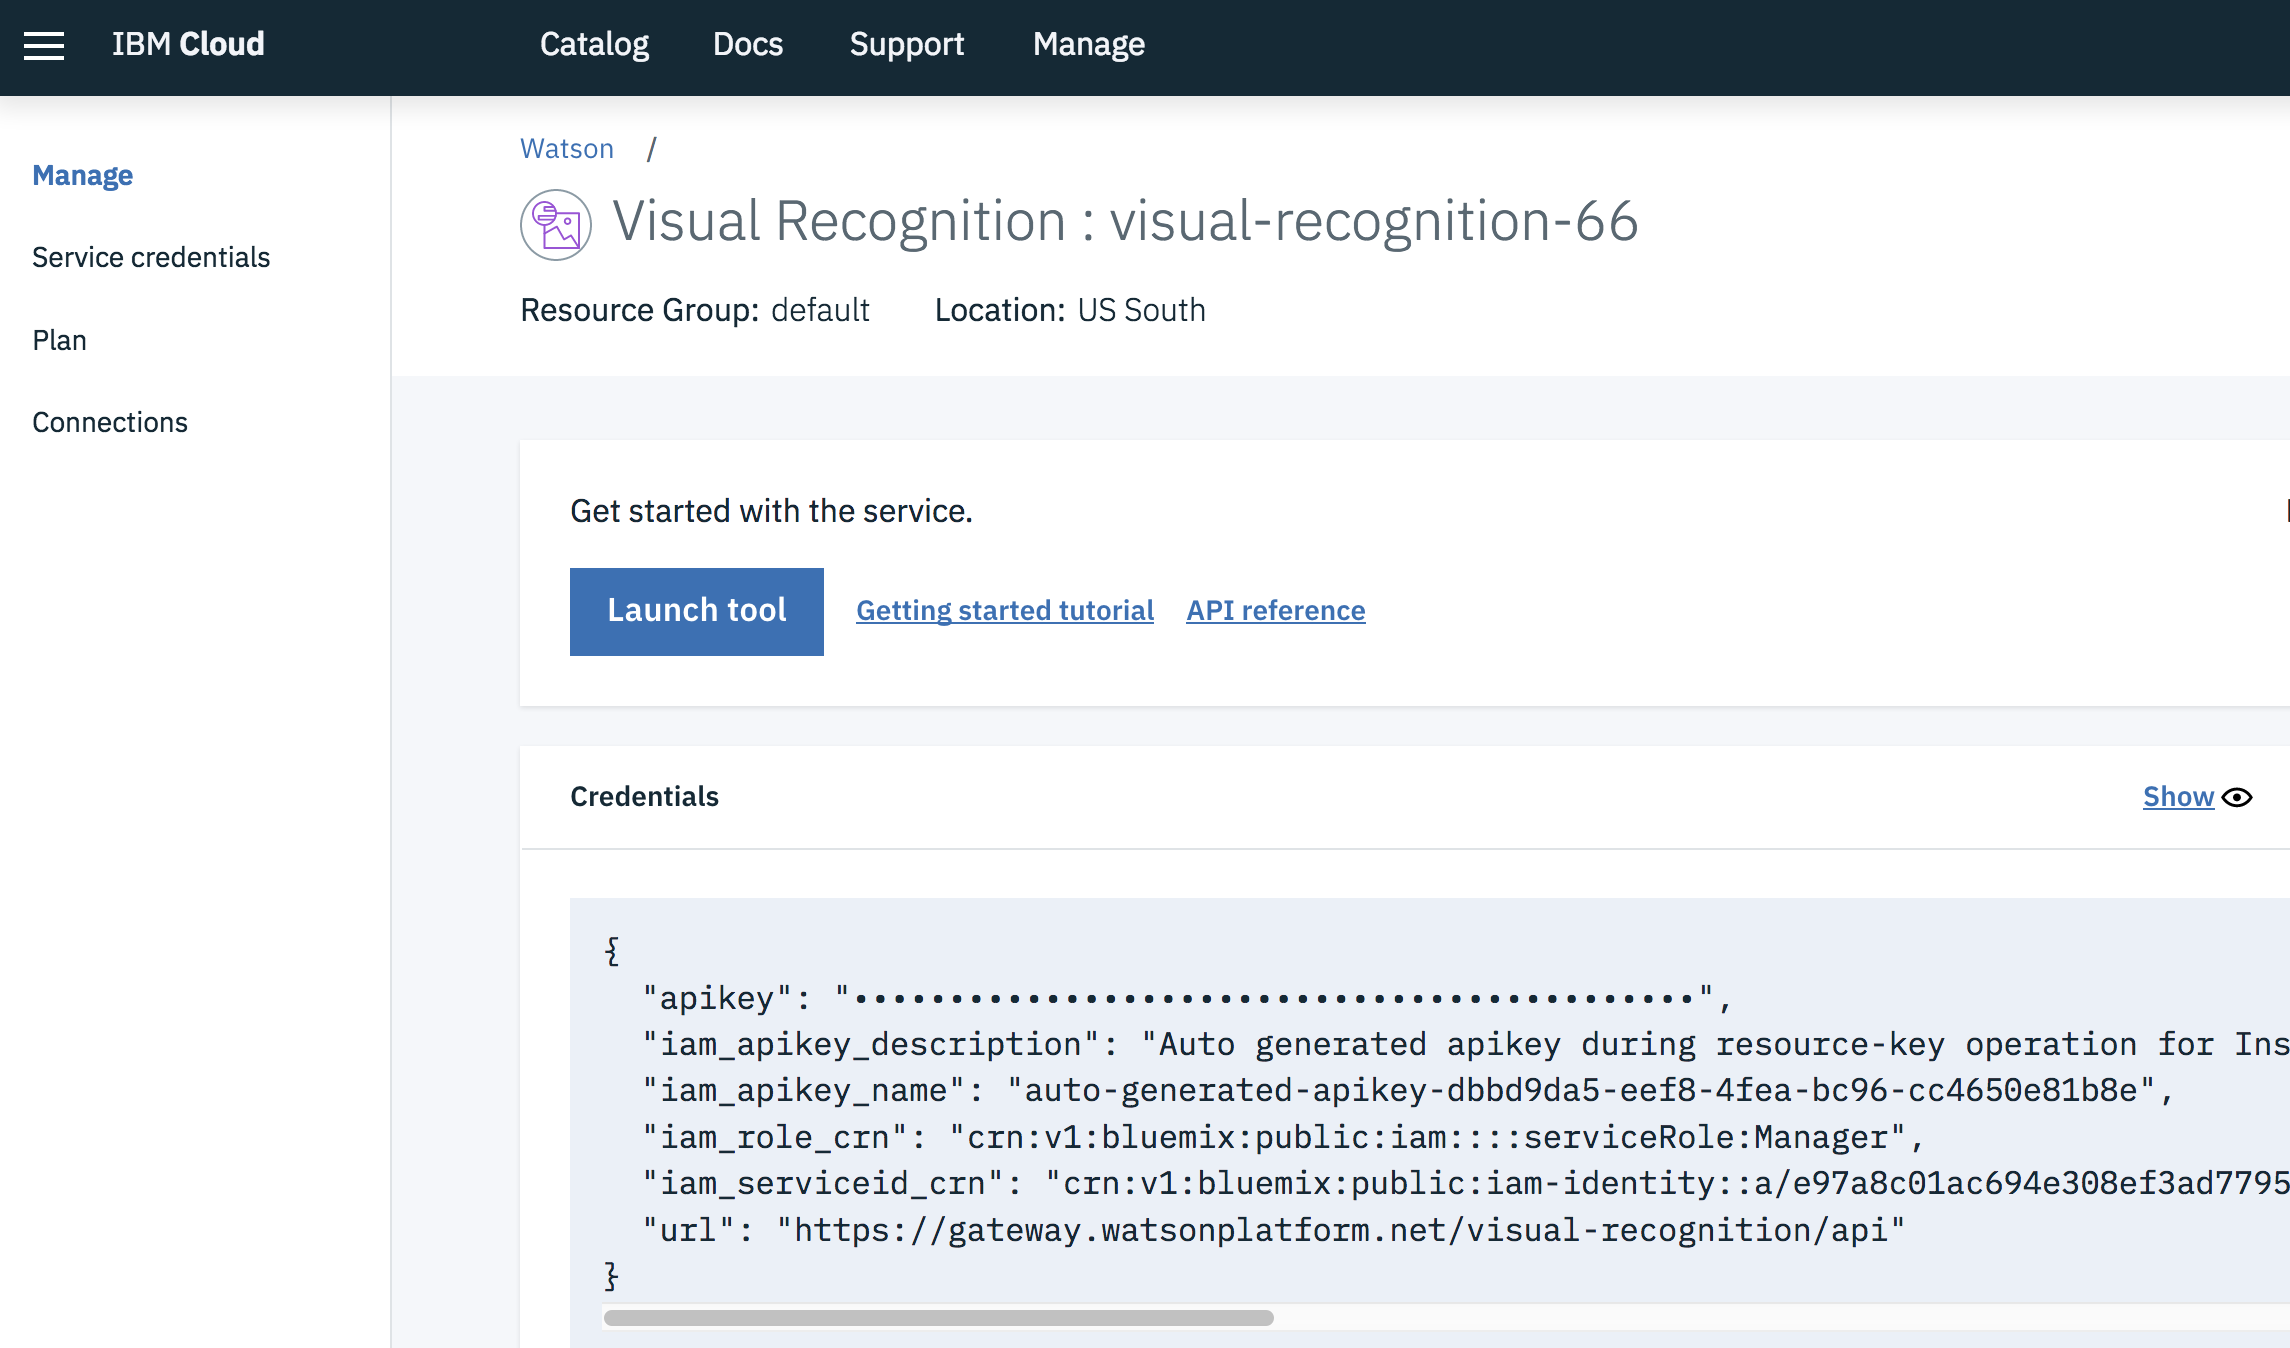 IBM Cloud Catalog Docs Support Manage
Manage
Service credentials
Plan
Connections
Watson /
Visual Recognition : visual-recognition-66
Resource Group: default Location: US South
Get started with the service.
Launch tool Getting started tutorial API reference
Credentials Show
{
"apikey": "••••••••••••••••••••••••••••••••••••••••••••",
"iam_apikey_description": "Auto generated apikey during resource-key operation for Ins
"iam_apikey_name": "auto-generated-apikey-dbbd9da5-eef8-4fea-bc96-cc4650e81b8e",
"iam_role_crn": "crn:v1:bluemix:public:iam::::serviceRole:Manager",
"iam_serviceid_crn": "crn:v1:bluemix:public:iam-identity::a/e97a8c01ac694e308ef3ad7795
"url": "https://gateway.watsonplatform.net/visual-recognition/api"
}